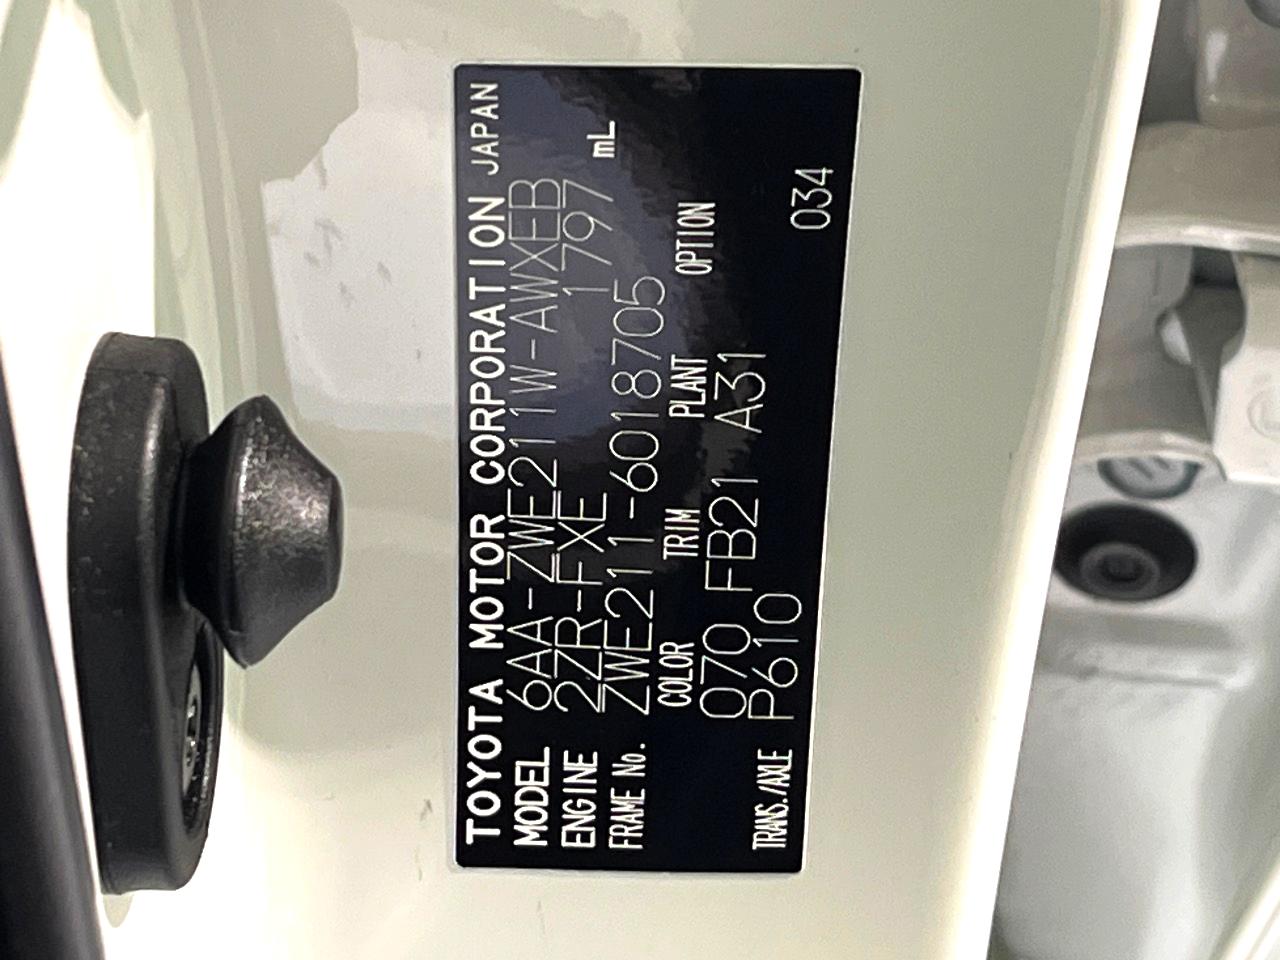 TOYOTA MOTOR CORPORATION JAPAN
MODEL 6AA-ZWE211W-AWXEB
ENGINE 2ZR-FXE 1797 mL
FRAME No. ZWE211-6018705
COLOR TRIM PLANT OPTION
070 FB21 A31
TRANS./AXLE P610 034